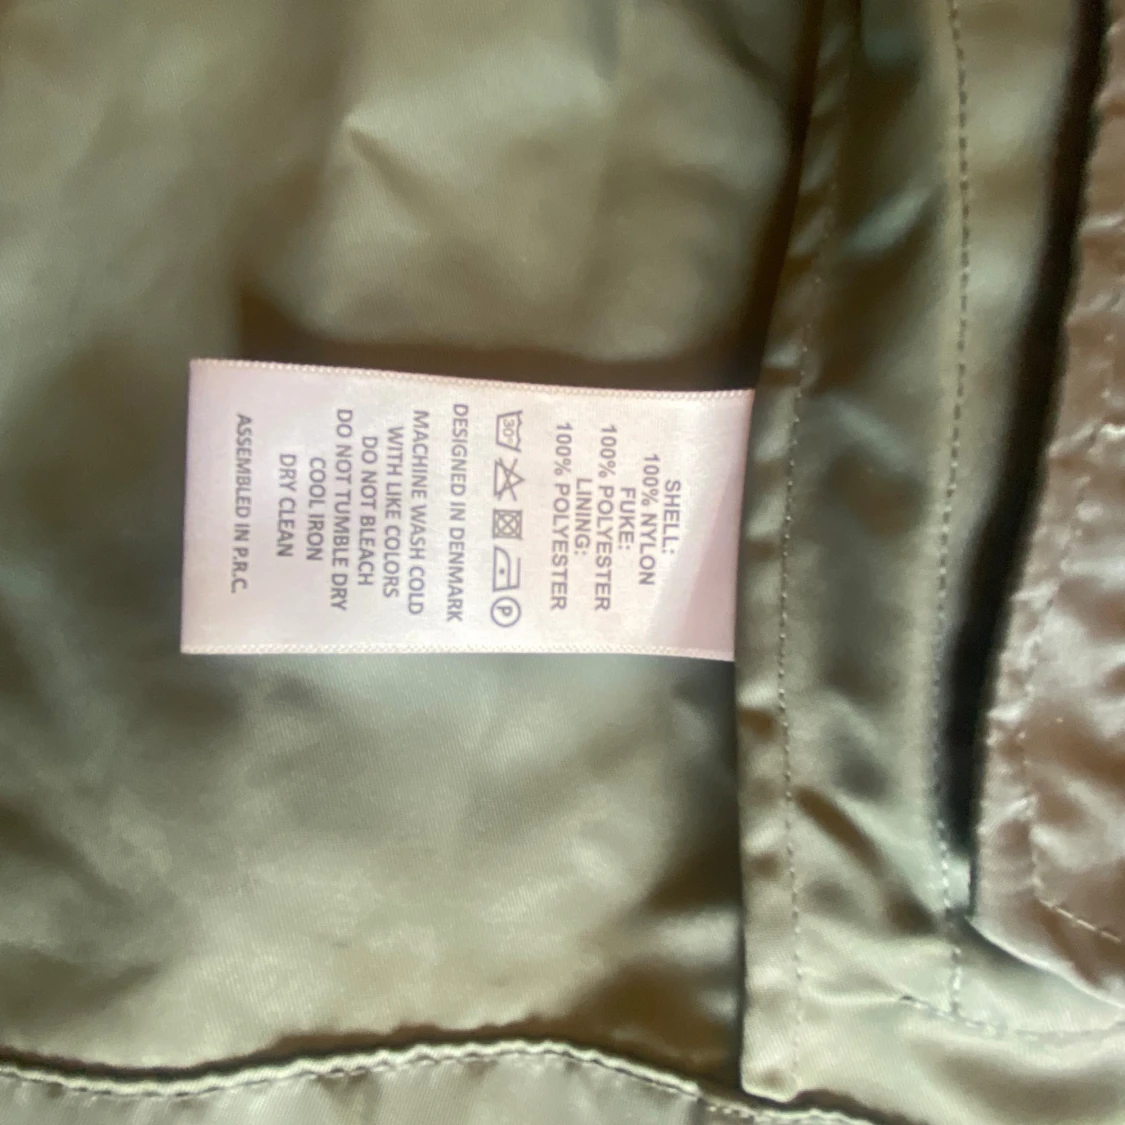 SHELL:
100% NYLON
FUKE:
100% POLYESTER
LINING:
100% POLYESTER
30° P
DESIGNED IN DENMARK
MACHINE WASH COLD
WITH LIKE COLORS
DO NOT BLEACH
DO NOT TUMBLE DRY
COOL IRON
DRY CLEAN
ASSEMBLED IN P.R.C.